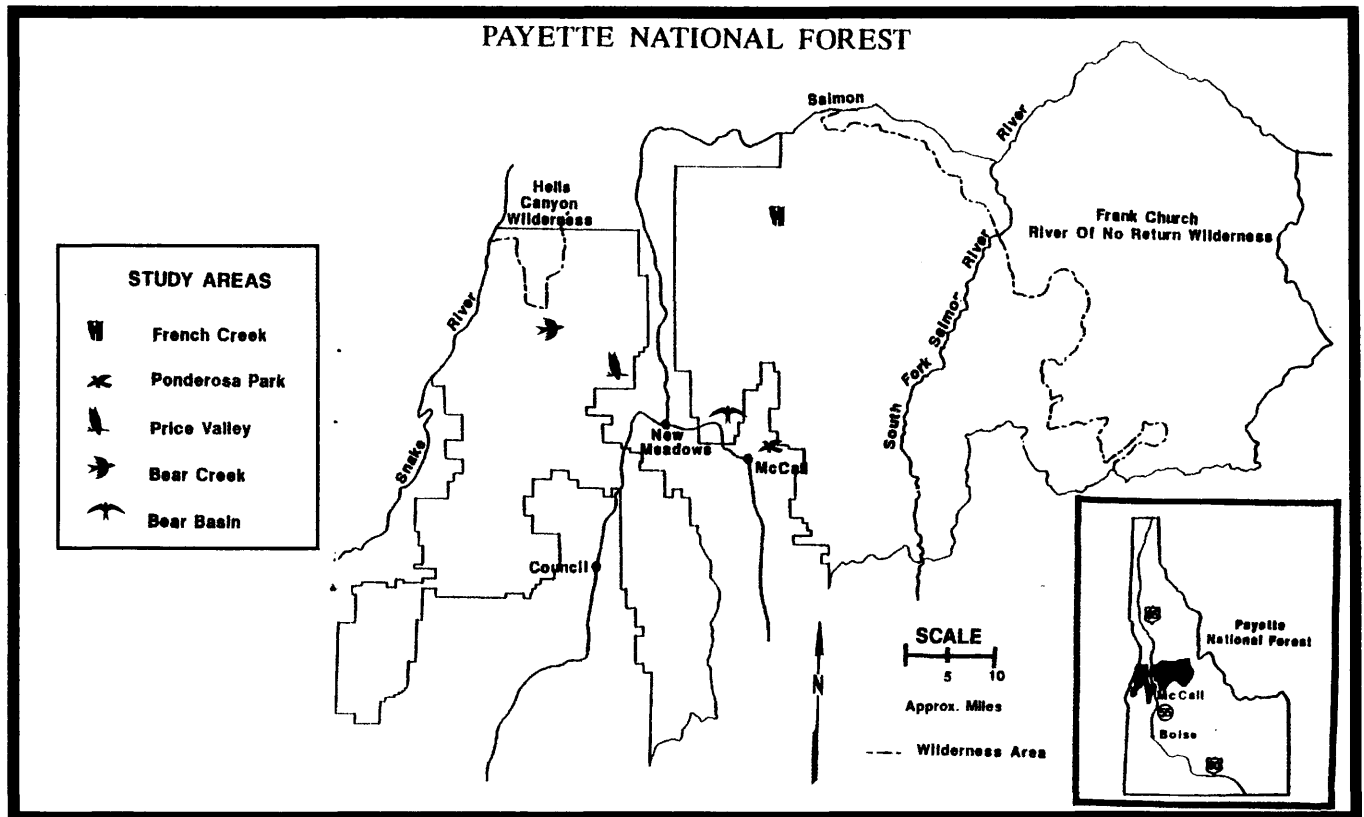 PAYETTE NATIONAL FOREST
Salmon
River
Hells
Canyon
Wilderness
Frank Church
River Of No Return Wilderness
STUDY AREAS
French Creek
Ponderosa Park
Price Valley
Bear Creek
Bear Basin
River
Snake
River
South Fork Salmon
New
Meadows
McCall
Council
SCALE
5 10
Approx. Miles
N
Wilderness Area
Payette
National Forest
McCall
55
Boise